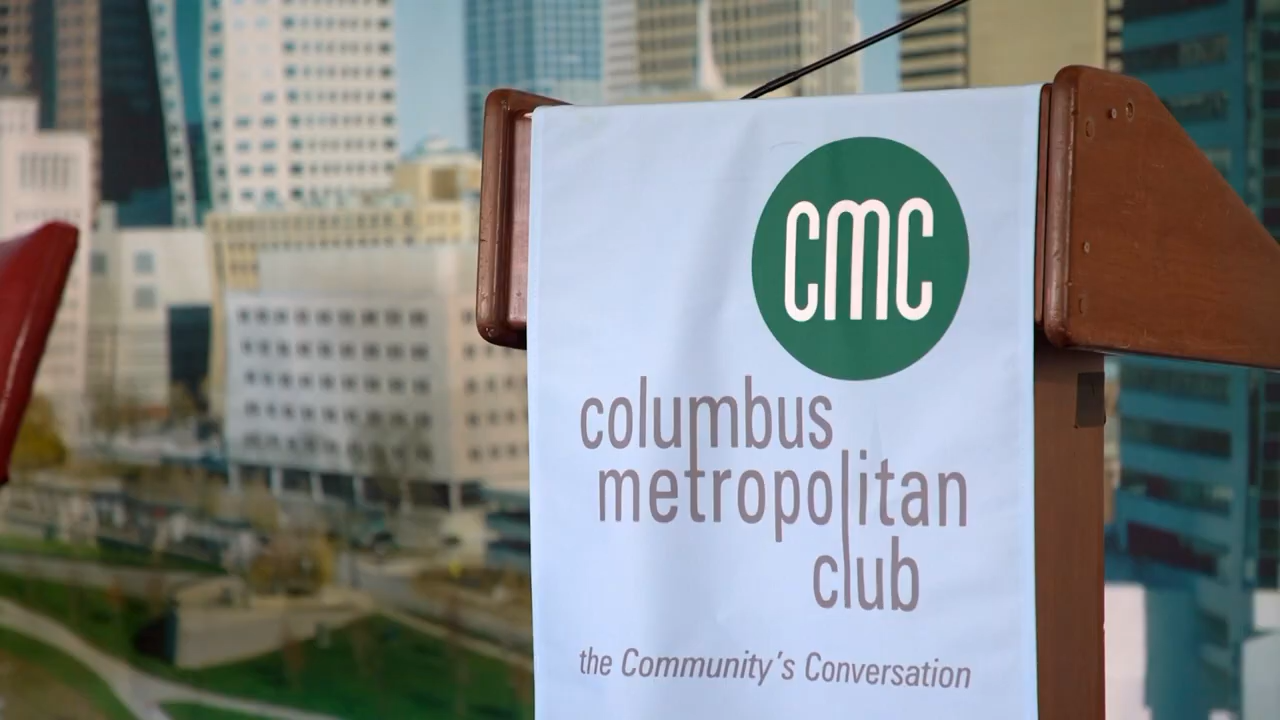 CMC
columbus
metropolitan
club
the Community's Conversation